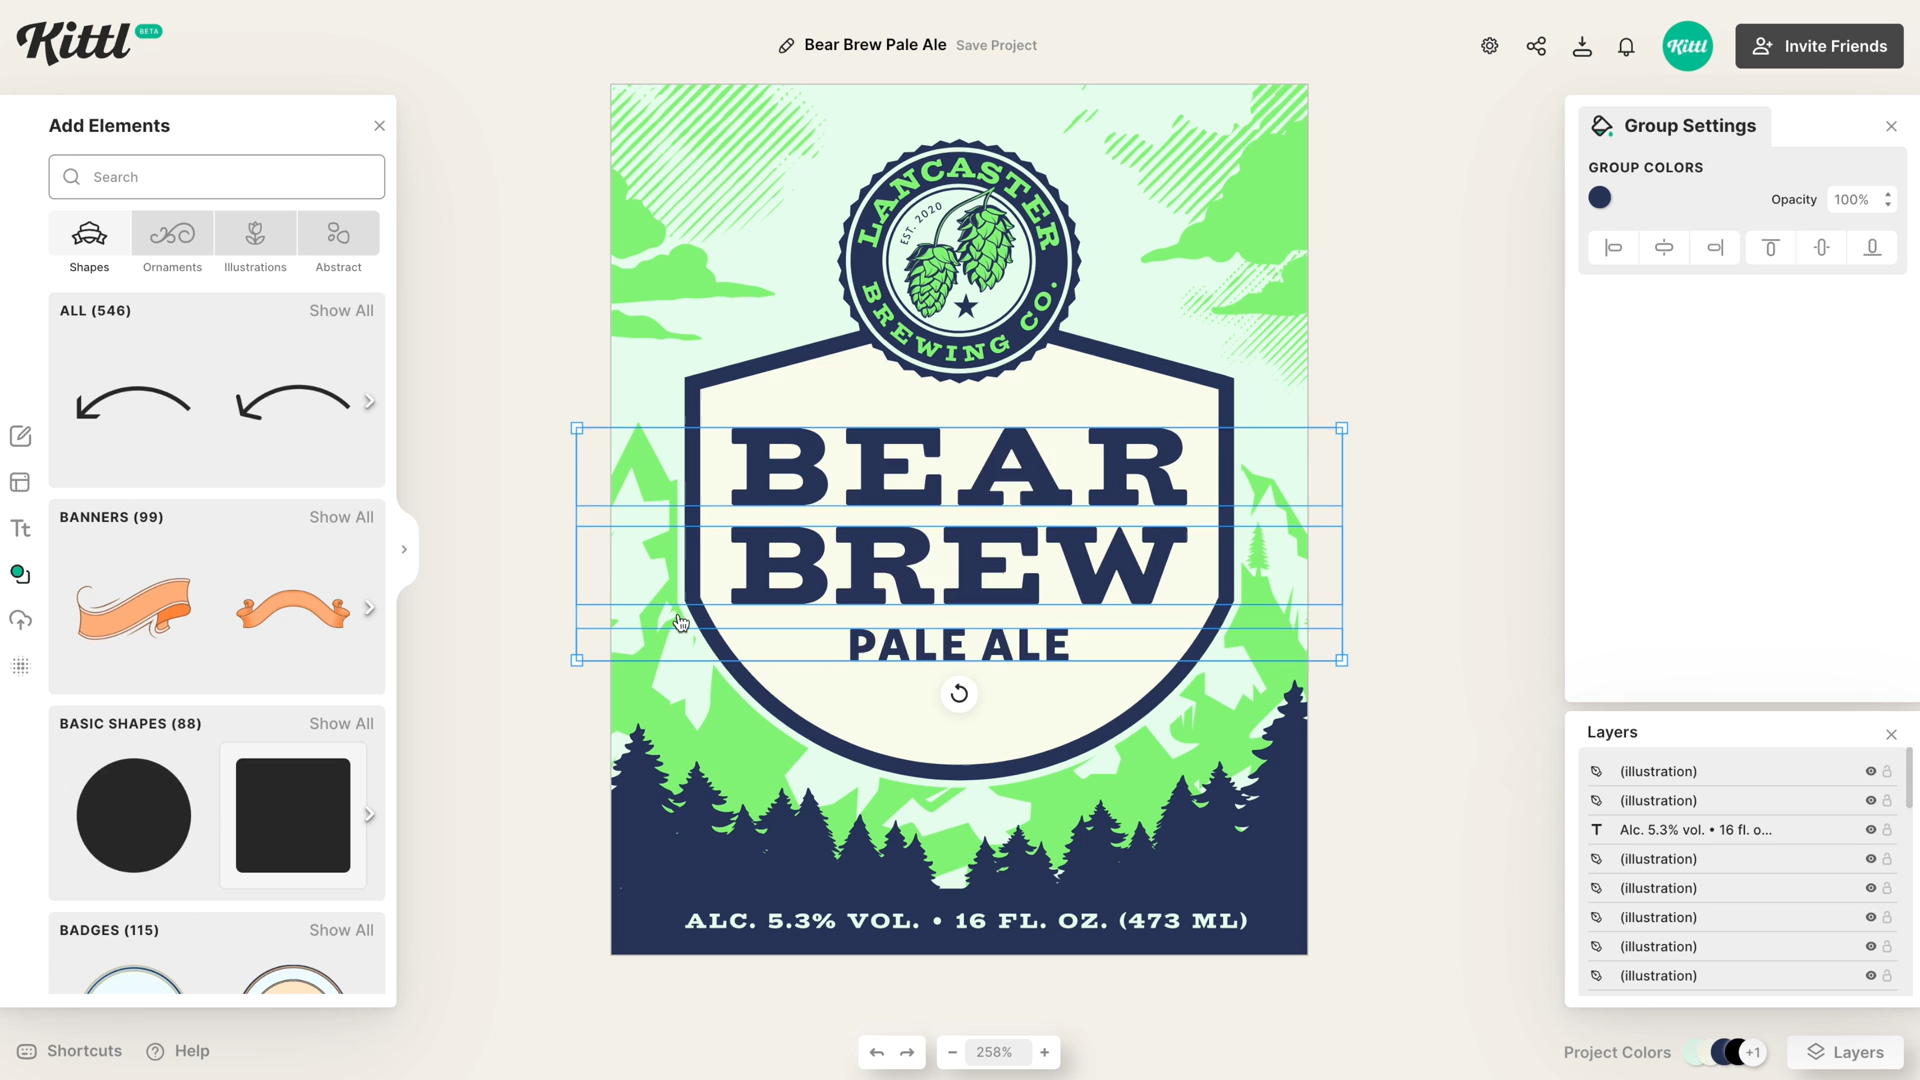 Kittl BETA
Bear Brew Pale Ale Save Project
Kittl
Invite Friends
Add Elements
Search
Shapes
Ornaments
Illustrations
Abstract
ALL (546)
Show All
BANNERS (99)
Show All
BASIC SHAPES (88)
Show All
BADGES (115)
Show All
Tt
Shortcuts
Help
LANCASTER
EST. 2020
BREWING CO.
BEAR
BREW
PALE ALE
ALC. 5.3% VOL. • 16 FL. OZ. (473 ML)
258%
Group Settings
GROUP COLORS
Opacity 100%
Layers
(illustration)
(illustration)
T Alc. 5.3% vol. • 16 fl. o...
(illustration)
(illustration)
(illustration)
(illustration)
(illustration)
Project Colors
+1
Layers